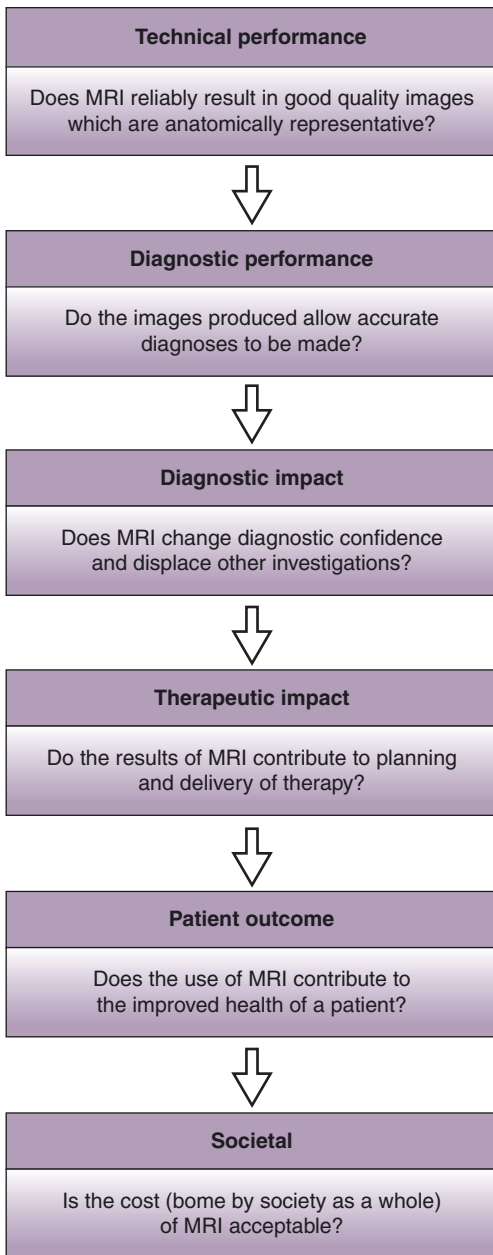 Technical performance
Does MRI reliably result in good quality images
which are anatomically representative?
Diagnostic performance
Do the images produced allow accurate
diagnoses to be made?
Diagnostic impact
Does MRI change diagnostic confidence
and displace other investigations?
Therapeutic impact
Do the results of MRI contribute to planning
and delivery of therapy?
Patient outcome
Does the use of MRI contribute to
the improved health of a patient?
Societal
Is the cost (bome by society as a whole)
of MRI acceptable?